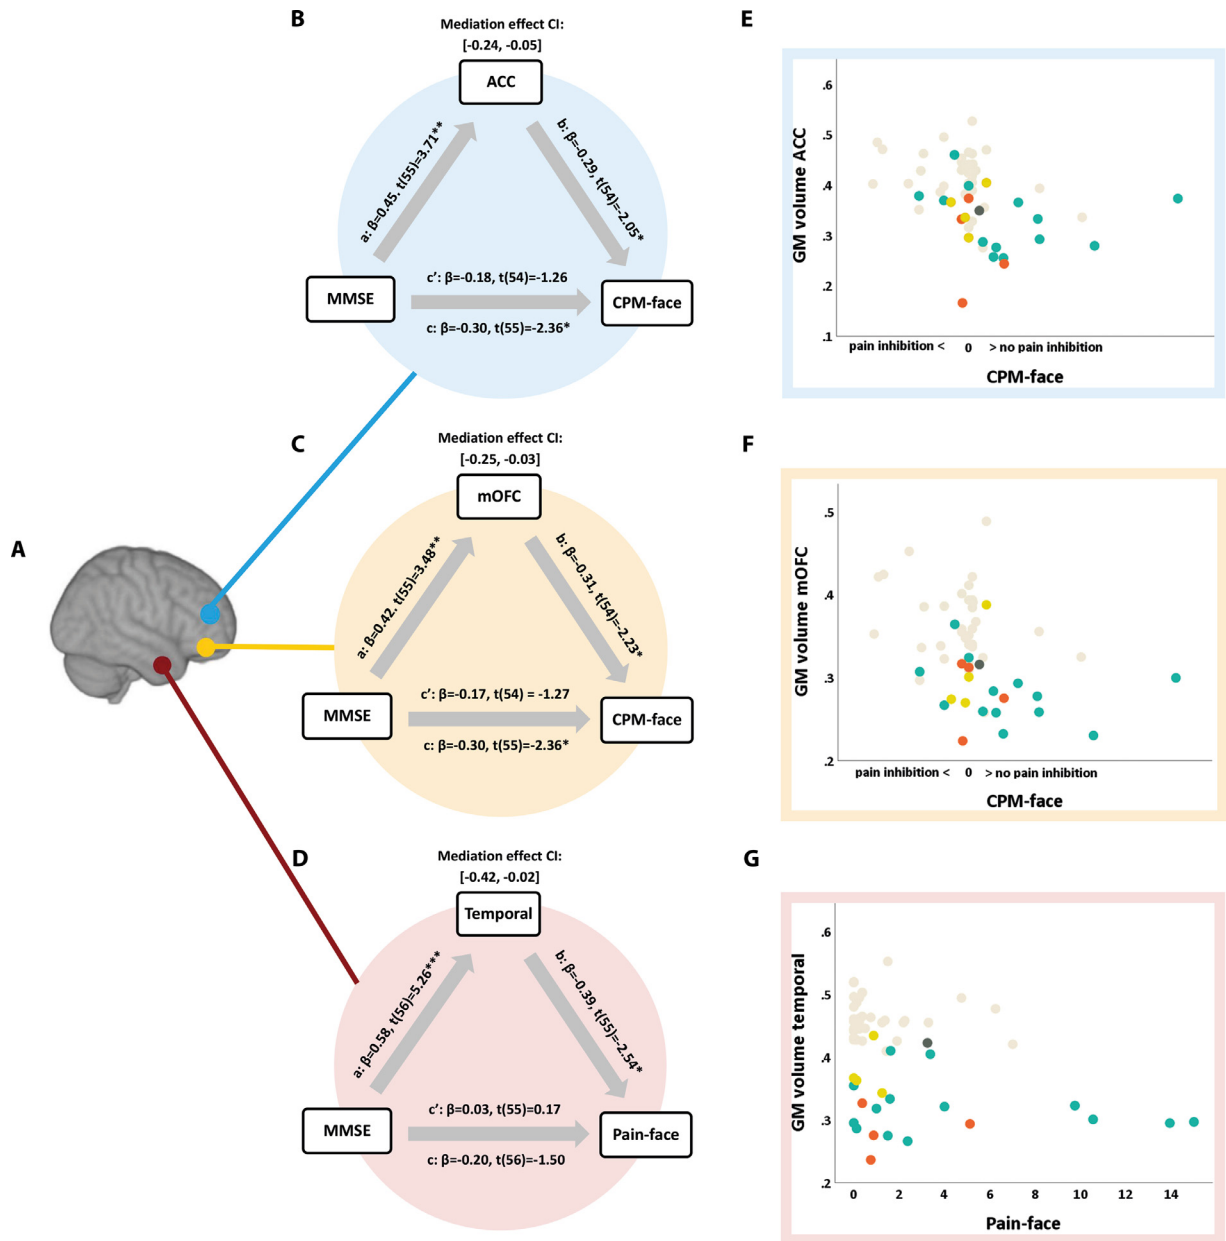 A
B
Mediation effect CI:
[-0.24, -0.05]
ACC
a: β=0.45. t(55)=3.71**
b: β=-0.29, t(54)=-2.05*
MMSE
c’: β=-0.18, t(54)=-1.26
c: β=-0.30, t(55)=-2.36*
CPM-face
C
Mediation effect CI:
[-0.25, -0.03]
mOFC
a: β=0.42. t(55)=3.48**
b: β=-0.31, t(54)=-2.23*
MMSE
c’: β=-0.17, t(54) = -1.27
c: β=-0.30, t(55)=-2.36*
CPM-face
D
Mediation effect CI:
[-0.42, -0.02]
Temporal
a: β=0.58, t(56)=5.26***
b: β=-0.39, t(55)=-2.54*
MMSE
c’: β=0.03, t(55)=0.17
c: β=-0.20, t(56)=-1.50
Pain-face
E
GM volume ACC
.6
.5
.4
.3
.2
.1
pain inhibition < 0 > no pain inhibition
CPM-face
F
GM volume mOFC
.5
.4
.3
.2
pain inhibition < 0 > no pain inhibition
CPM-face
G
GM volume temporal
.6
.5
.4
.3
.2
0 2 4 6 8 10 12 14
Pain-face